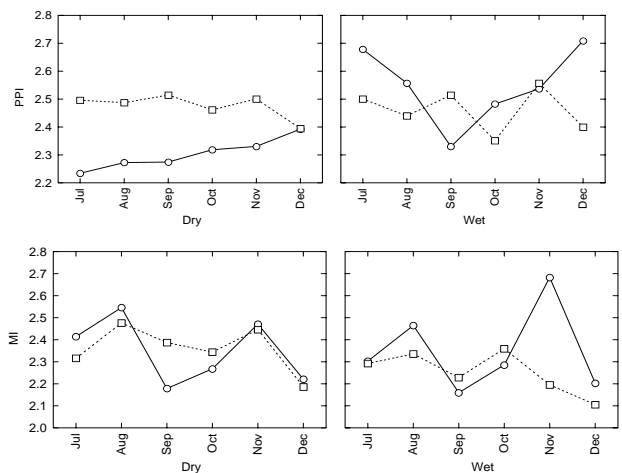 2.8
2.7
2.6
2.5
2.4
2.3
2.2
PPI
Jul Aug Sep Oct Nov Dec
Dry
Jul Aug Sep Oct Nov Dec
Wet
2.8
2.7
2.6
2.5
2.4
2.3
2.2
2.1
2.0
MI
Jul Aug Sep Oct Nov Dec
Dry
Jul Aug Sep Oct Nov Dec
Wet